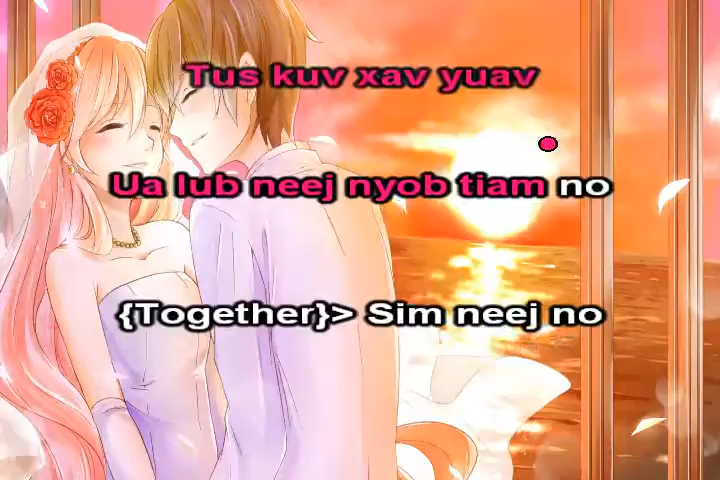 Tus kuv xav yuav
Ua lub neej nyob tiam no
{Together}> Sim neej no